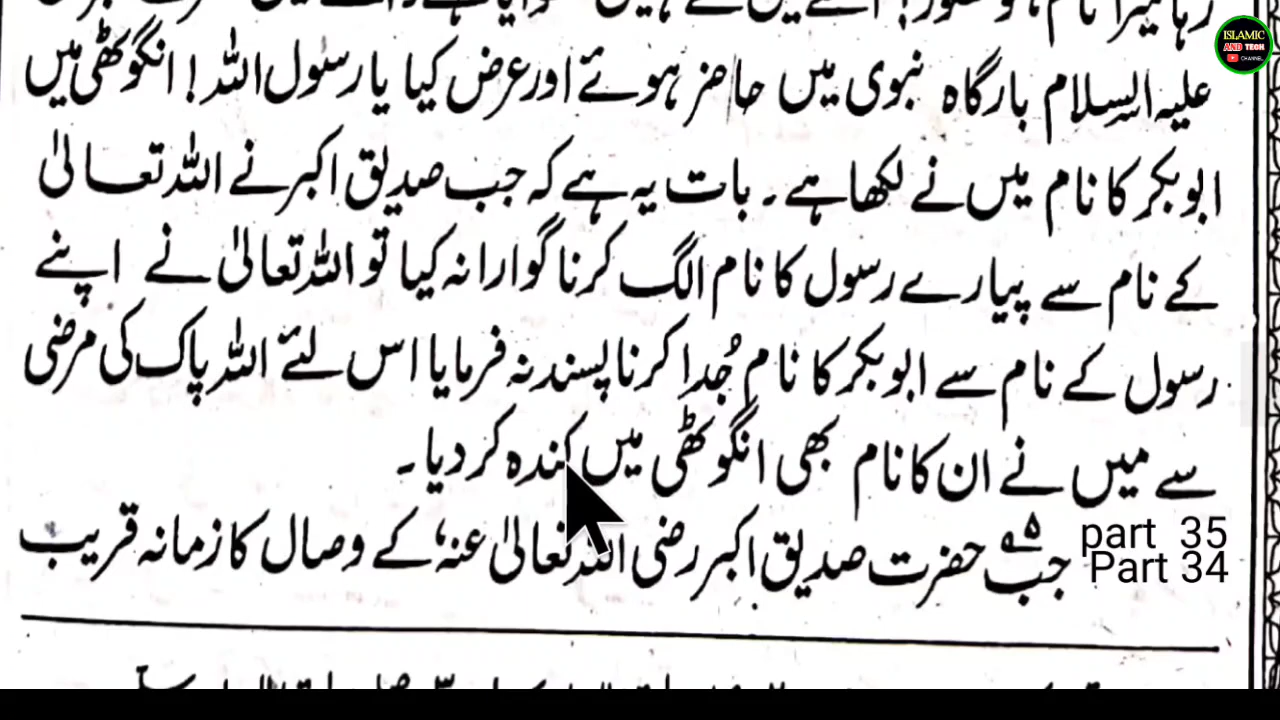 ISLAMIC
AND TECH
CHANNEL
علیہ السلام بارگاہ نبوی میں حاضر ہوئے اور عرض کیا یا رسول اللہ! انگوٹھی میں
ابوبکر کا نام میں نے لکھا ہے۔ بات یہ ہے کہ جب صدیق اکبر نے اللہ تعالیٰ
کے نام سے پیارے رسول کا نام الگ کرنا گوارا نہ کیا تو اللہ تعالیٰ نے اپنے
رسول کے نام سے ابوبکر کا نام جُدا کرنا پسند نہ فرمایا اس لئے اللہ پاک کی مرضی
سے میں نے ان کا نام بھی انگوٹھی میں کندہ کر دیا۔
part 35
Part 34
جب ۵ حضرت صدیق اکبر رضی اللہ تعالیٰ عنہ، کے وصال کا زمانہ قریب